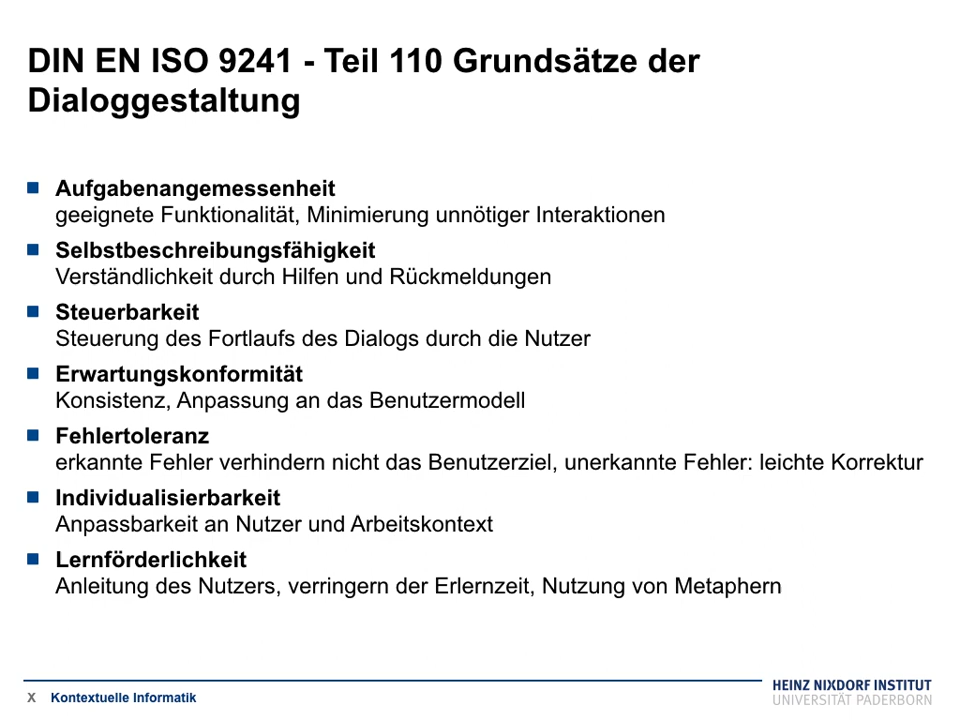 DIN EN ISO 9241 - Teil 110 Grundsätze der
Dialoggestaltung
Aufgabenangemessenheit
geeignete Funktionalität, Minimierung unnötiger Interaktionen
Selbstbeschreibungsfähigkeit
Verständlichkeit durch Hilfen und Rückmeldungen
Steuerbarkeit
Steuerung des Fortlaufs des Dialogs durch die Nutzer
Erwartungskonformität
Konsistenz, Anpassung an das Benutzermodell
Fehlertoleranz
erkannte Fehler verhindern nicht das Benutzerziel, unerkannte Fehler: leichte Korrektur
Individualisierbarkeit
Anpassbarkeit an Nutzer und Arbeitskontext
Lernförderlichkeit
Anleitung des Nutzers, verringern der Erlernzeit, Nutzung von Metaphern
X Kontextuelle Informatik
HEINZ NIXDORF INSTITUT
UNIVERSITÄT PADERBORN